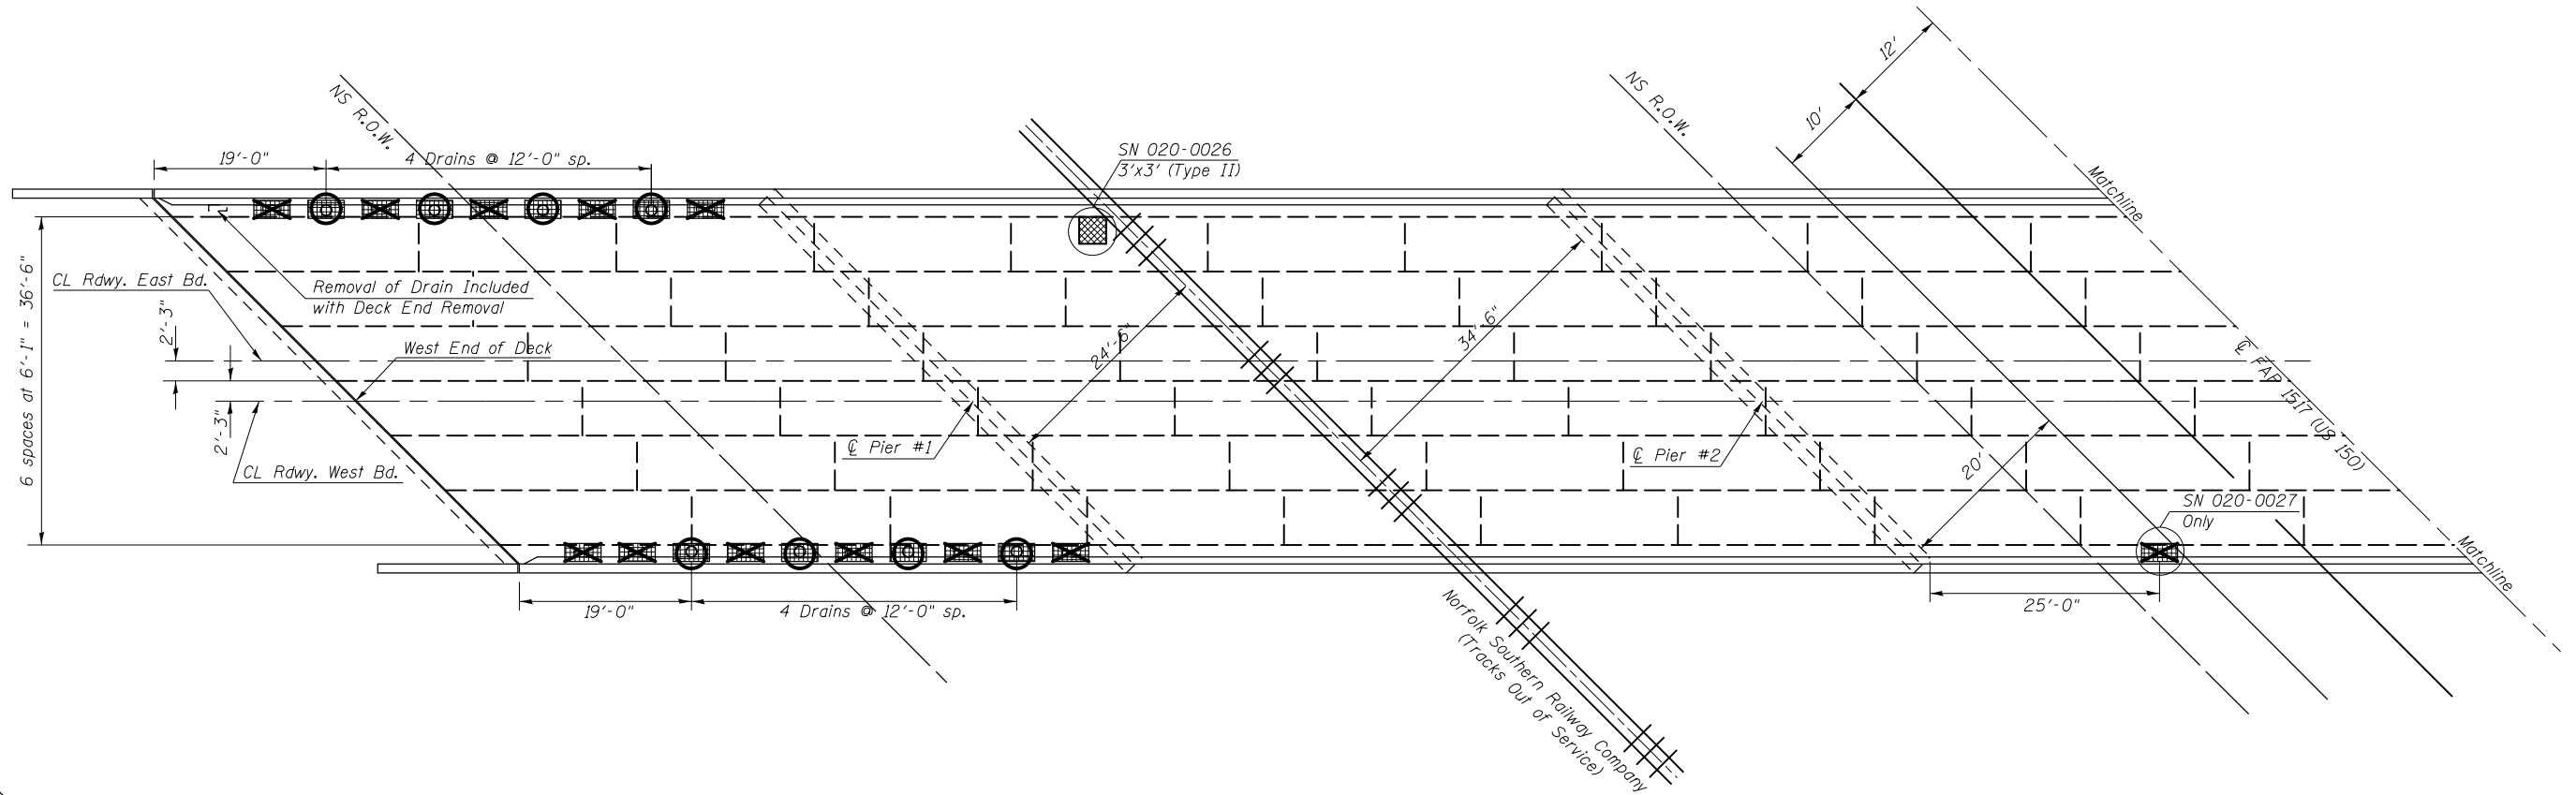 12'
10'
NS R.O.W.
NS R.O.W.
Matchline
19'-0"
4 Drains @ 12'-0" sp.
SN 020-0026
3'x3' (Type II)
CL Rdwy. East Bd.
Removal of Drain Included
with Deck End Removal
6 spaces at 6'-1" = 36'-6"
2'-3"
West End of Deck
24'-6"
34'-6"
℄ FAP 1517 (US 150)
2'-3"
CL Rdwy. West Bd.
℄ Pier #1
℄ Pier #2
20'
SN 020-0027
Only
Matchline
19'-0"
4 Drains @ 12'-0" sp.
25'-0"
Norfolk Southern Railway Company
(Tracks Out of Service)